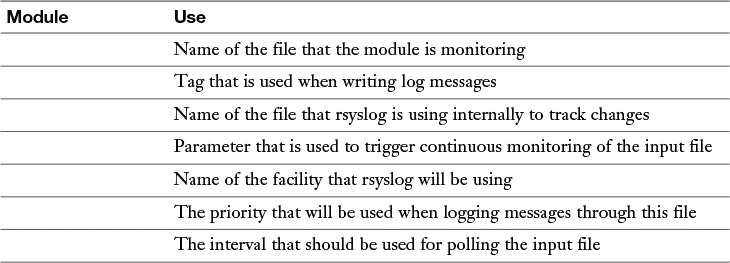 Module Use
Name of the file that the module is monitoring
Tag that is used when writing log messages
Name of the file that rsyslog is using internally to track changes
Parameter that is used to trigger continuous monitoring of the input file
Name of the facility that rsyslog will be using
The priority that will be used when logging messages through this file
The interval that should be used for polling the input file